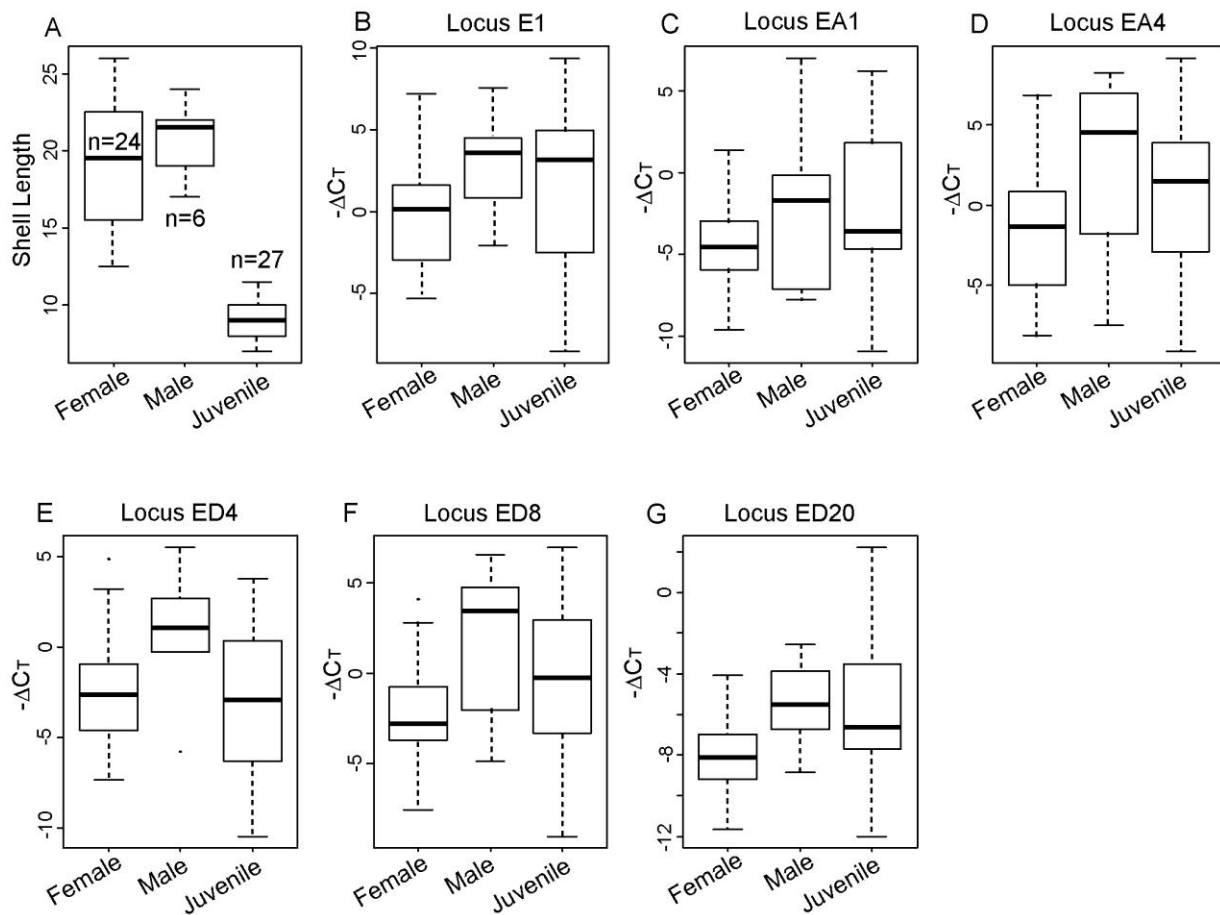 A
Shell Length
25
20
15
10
n=24
n=6
n=27
Female
Male
Juvenile
B
Locus E1
-ΔCT
10
5
0
-5
Female
Male
Juvenile
C
Locus EA1
-ΔCT
5
0
-5
-10
Female
Male
Juvenile
D
Locus EA4
-ΔCT
5
0
-5
Female
Male
Juvenile
E
Locus ED4
-ΔCT
5
0
-5
-10
Female
Male
Juvenile
F
Locus ED8
-ΔCT
5
0
-5
Female
Male
Juvenile
G
Locus ED20
-ΔCT
0
-4
-8
-12
Female
Male
Juvenile